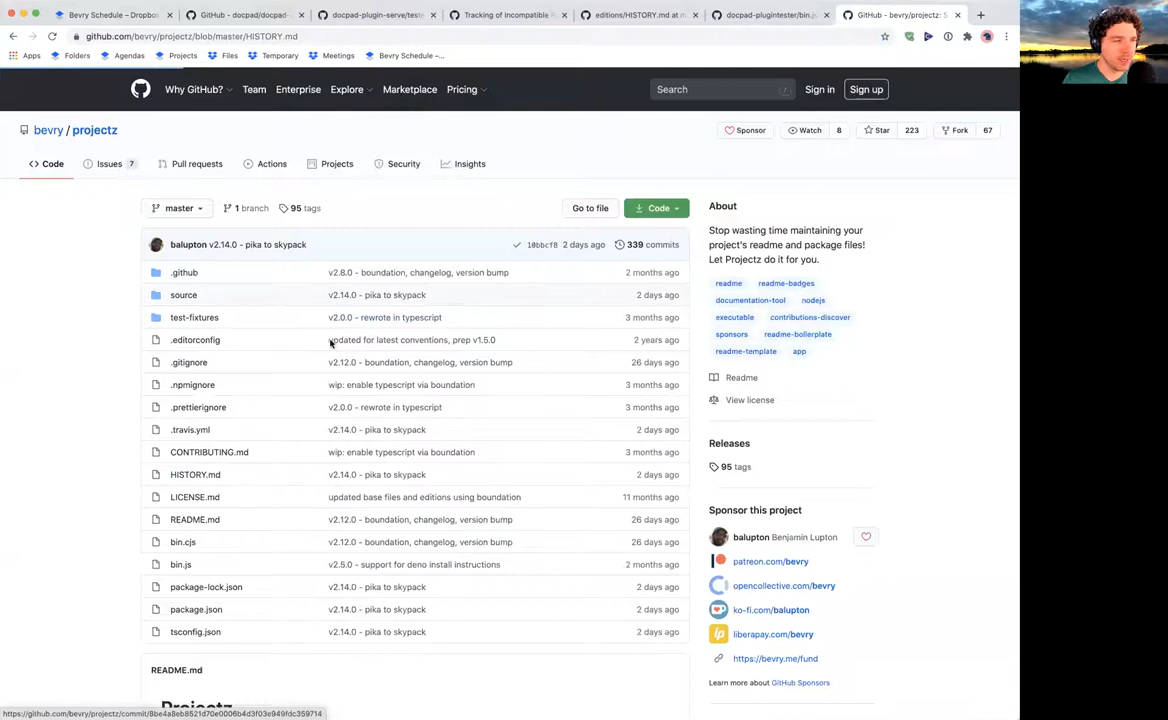 Bevry Schedule – Dropbox
GitHub - docpad/docpad-
docpad-plugin-serve/teste
Tracking of Incompatible
editions/HISTORY.md at m
docpad-plugintester/bin.js
GitHub - bevry/projectz: S
github.com/bevry/projectz/blob/master/HISTORY.md
Apps
Folders
Agendas
Projects
Files
Temporary
Meetings
Bevry Schedule –...
Why GitHub?
Team
Enterprise
Explore
Marketplace
Pricing
Search
/
Sign in
Sign up
bevry / projectz
Sponsor
Watch 8
Star 223
Fork 67
Code
Issues 7
Pull requests
Actions
Projects
Security
Insights
master
1 branch
95 tags
Go to file
Code
balupton v2.14.0 - pika to skypack
10bbcf8 2 days ago
339 commits
.github v2.8.0 - boundation, changelog, version bump 2 months ago
source v2.14.0 - pika to skypack 2 days ago
test-fixtures v2.0.0 - rewrote in typescript 3 months ago
.editorconfig updated for latest conventions, prep v1.5.0 2 years ago
.gitignore v2.12.0 - boundation, changelog, version bump 26 days ago
.npmignore wip: enable typescript via boundation 3 months ago
.prettierignore v2.0.0 - rewrote in typescript 3 months ago
.travis.yml v2.14.0 - pika to skypack 2 days ago
CONTRIBUTING.md wip: enable typescript via boundation 3 months ago
HISTORY.md v2.14.0 - pika to skypack 2 days ago
LICENSE.md updated base files and editions using boundation 11 months ago
README.md v2.12.0 - boundation, changelog, version bump 26 days ago
bin.cjs v2.12.0 - boundation, changelog, version bump 26 days ago
bin.js v2.5.0 - support for deno install instructions 2 months ago
package-lock.json v2.14.0 - pika to skypack 2 days ago
package.json v2.14.0 - pika to skypack 2 days ago
tsconfig.json v2.14.0 - pika to skypack 2 days ago
README.md
Projectz
About
Stop wasting time maintaining your
project's readme and package files!
Let Projectz do it for you.
readme readme-badges
documentation-tool nodejs
executable contributions-discover
sponsors readme-boilerplate
readme-template app
Readme
View license
Releases
95 tags
Sponsor this project
balupton Benjamin Lupton
patreon.com/bevry
opencollective.com/bevry
ko-fi.com/balupton
liberapay.com/bevry
https://bevry.me/fund
Learn more about GitHub Sponsors
https://github.com/bevry/projectz/commit/8be4a8eb8521d70e0006b4d3f03e949fdc359714